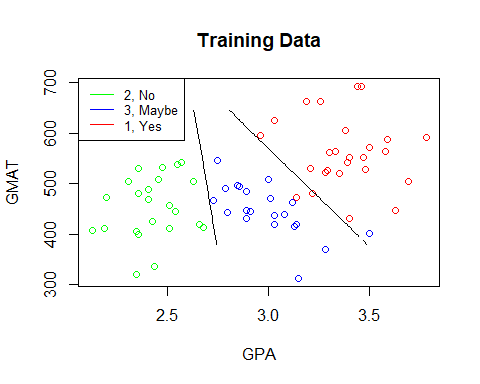 Training Data
700
600
500
400
300
GMAT
2, No
3, Maybe
1, Yes
2.5
3.0
3.5
GPA